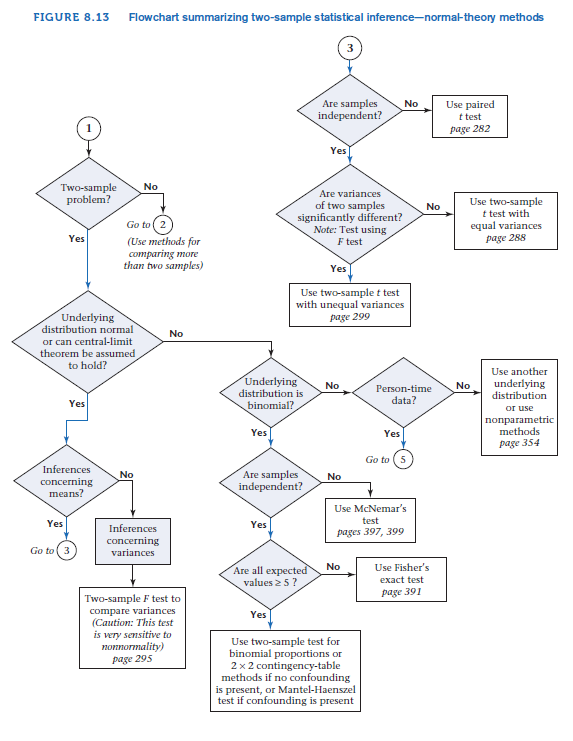 FIGURE 8.13 Flowchart summarizing two-sample statistical inference—normal-theory methods
1
Two-sample
problem?
No
Go to 2
(Use methods for
comparing more
than two samples)
Yes
Underlying
distribution normal
or can central-limit
theorem be assumed
to hold?
No
Yes
Inferences
concerning
means?
No
Yes
Go to 3
Inferences
concerning
variances
Two-sample F test to
compare variances
(Caution: This test
is very sensitive to
nonnormality)
page 295
3
Are samples
independent?
No
Use paired
t test
page 282
Yes
Are variances
of two samples
significantly different?
Note: Test using
F test
No
Use two-sample
t test with
equal variances
page 288
Yes
Use two-sample t test
with unequal variances
page 299
Underlying
distribution is
binomial?
No
Person-time
data?
No
Use another
underlying
distribution
or use
nonparametric
methods
page 354
Yes
Go to 5
Yes
Are samples
independent?
No
Use McNemar's
test
pages 397, 399
Yes
Are all expected
values ≥ 5 ?
No
Use Fisher's
exact test
page 391
Yes
Use two-sample test for
binomial proportions or
2 × 2 contingency-table
methods if no confounding
is present, or Mantel-Haenszel
test if confounding is present